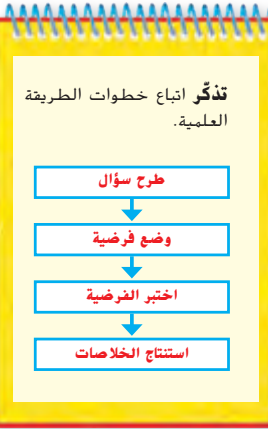 تذكّر اتباع خطوات الطريقة
العلمية.
طرح سؤال
وضع فرضية
اختبر الفرضية
استنتاج الخلاصات